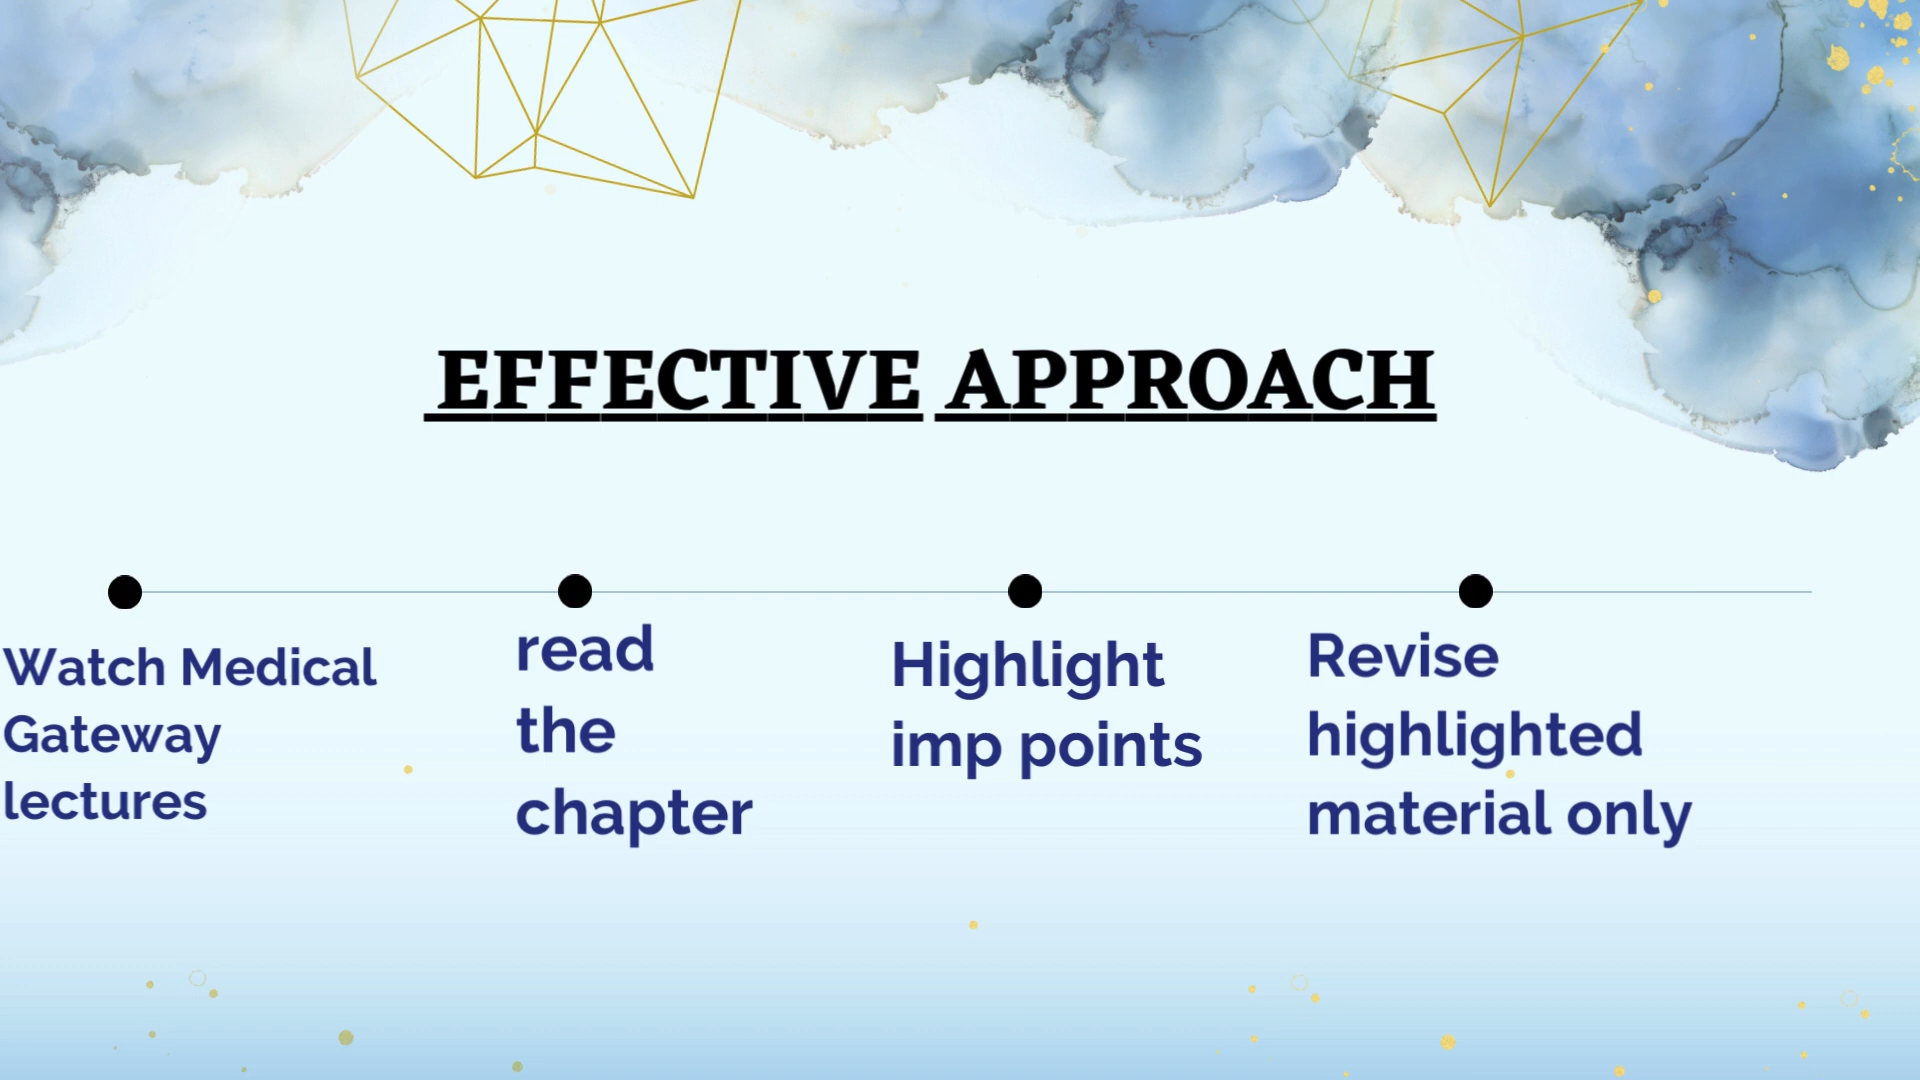 EFFECTIVE APPROACH
Watch Medical
Gateway
lectures
read
the
chapter
Highlight
imp points
Revise
highlighted
material only